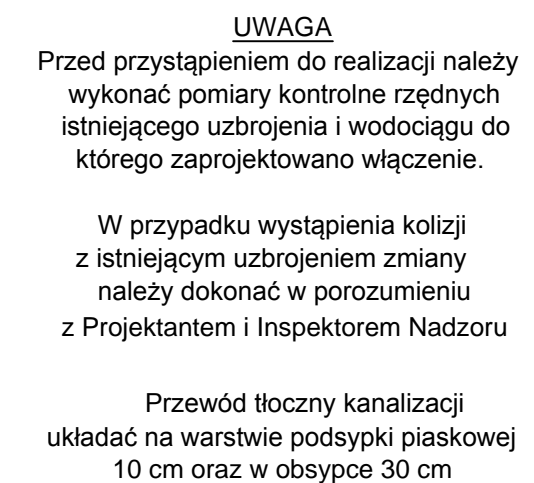 UWAGA
Przed przystąpieniem do realizacji należy
wykonać pomiary kontrolne rzędnych
istniejącego uzbrojenia i wodociągu do
którego zaprojektowano włączenie.
W przypadku wystąpienia kolizji
z istniejącym uzbrojeniem zmiany
należy dokonać w porozumieniu
z Projektantem i Inspektorem Nadzoru
Przewód tłoczny kanalizacji
układać na warstwie podsypki piaskowej
10 cm oraz w obsypce 30 cm